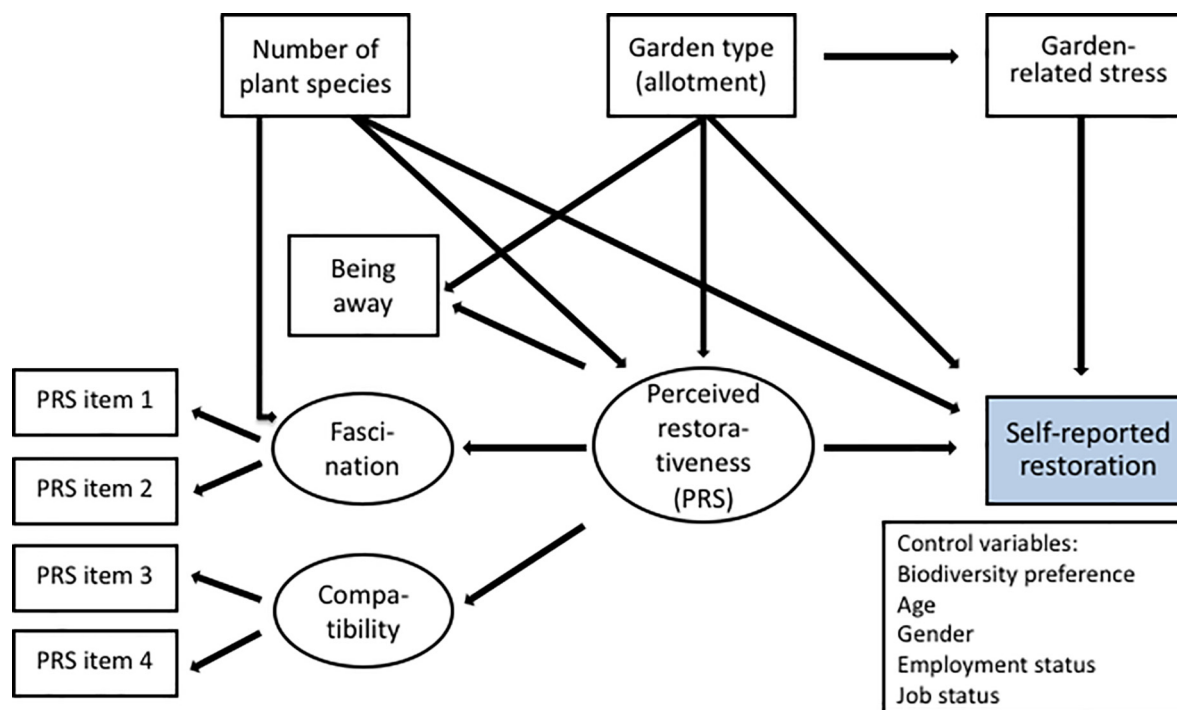 Number of
plant species
Garden type
(allotment)
Garden-
related stress
Being
away
PRS item 1
PRS item 2
PRS item 3
PRS item 4
Fasci-
nation
Compa-
tibility
Perceived
restora-
tiveness
(PRS)
Self-reported
restoration
Control variables:
Biodiversity preference
Age
Gender
Employment status
Job status